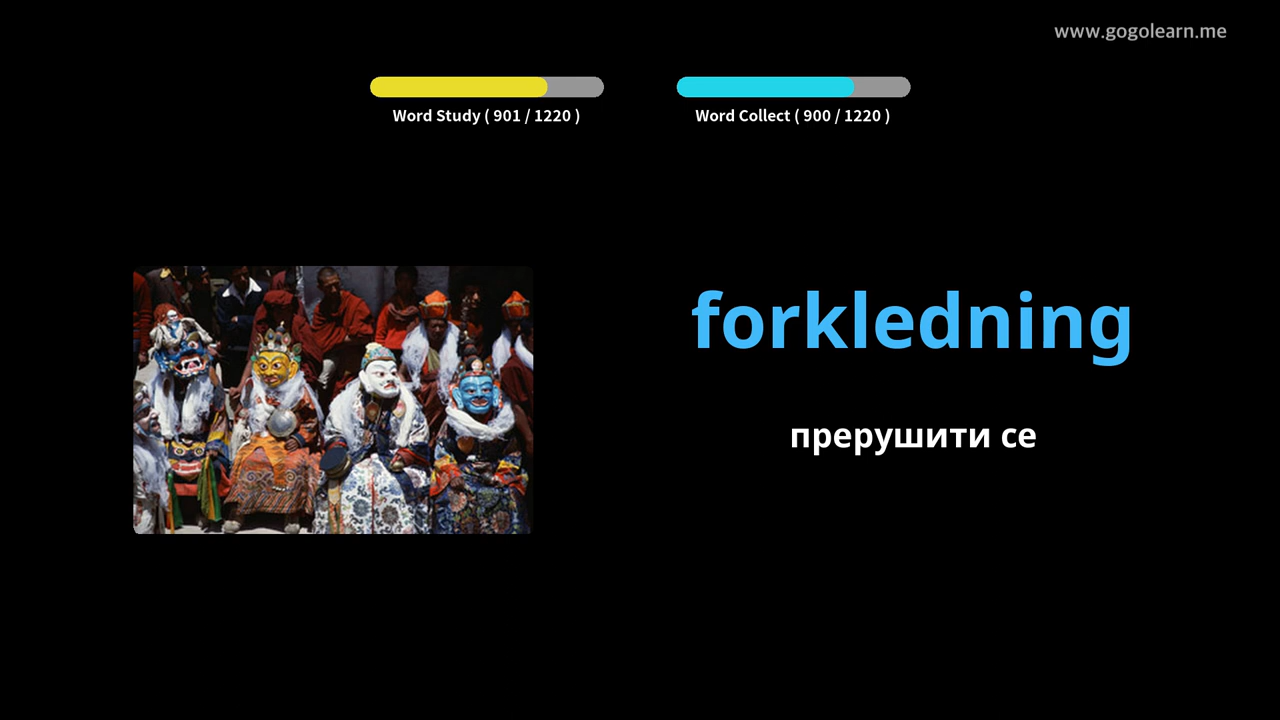 www.gogolearn.me
Word Study ( 901 / 1220 )
Word Collect ( 900 / 1220 )
forkledning
прерушити се